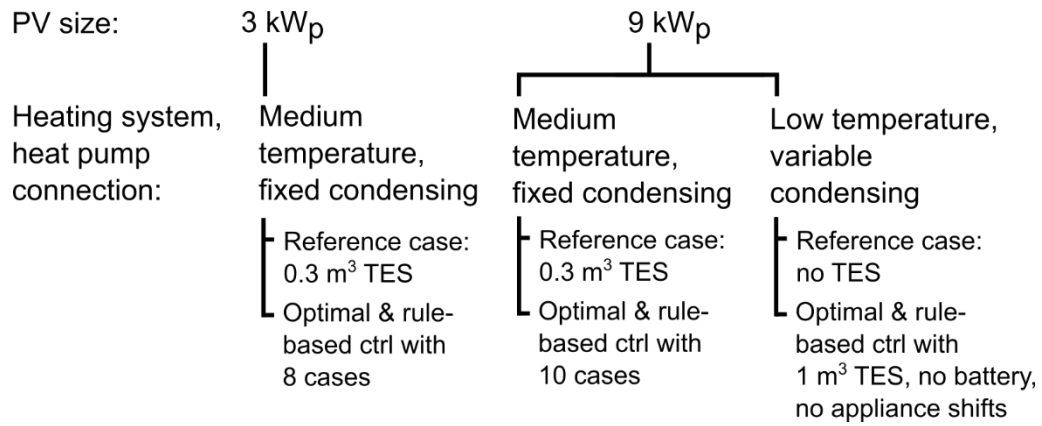 PV size:
3 kWp
9 kWp
Heating system,
heat pump
connection:
Medium
temperature,
fixed condensing
Reference case:
0.3 m³ TES
Optimal & rule-
based ctrl with
8 cases
Medium
temperature,
fixed condensing
Reference case:
0.3 m³ TES
Optimal & rule-
based ctrl with
10 cases
Low temperature,
variable
condensing
Reference case:
no TES
Optimal & rule-
based ctrl with
1 m³ TES, no battery,
no appliance shifts